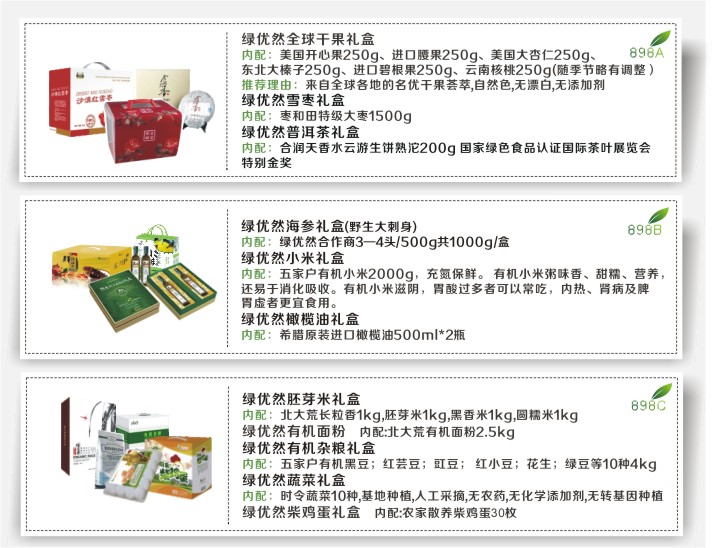 绿优然全球干果礼盒
898A
内配：美国开心果250g、进口腰果250g、美国大杏仁250g、
东北大榛子250g、进口碧根果250g、云南核桃250g(随季节略有调整）
推荐理由：来自全球各地的名优干果荟萃,自然色,无漂白,无添加剂
绿优然雪枣礼盒
内配：枣和田特级大枣1500g
绿优然普洱茶礼盒
内配：合润天香水云游生饼熟沱200g 国家绿色食品认证国际茶叶展览会
特别金奖
沙漠红雪枣
绿优然海参礼盒(野生大刺身)
898B
内配：绿优然合作商3—4头/500g共1000g/盒
绿优然小米礼盒
内配：五家户有机小米2000g，充氮保鲜。有机小米粥味香、甜糯、营养，
还易于消化吸收。有机小米滋阴，胃酸过多者可以常吃，内热、肾病及脾
胃虚者更宜食用。
绿优然橄榄油礼盒
内配：希腊原装进口橄榄油500ml*2瓶
绿优然胚芽米礼盒
898C
内配：北大荒长粒香1kg,胚芽米1kg,黑香米1kg,圆糯米1kg
绿优然有机面粉 内配:北大荒有机面粉2.5kg
绿优然有机杂粮礼盒
内配：五家户有机黑豆；红芸豆；豇豆；红小豆；花生；绿豆等10种4kg
绿优然蔬菜礼盒
内配：时令蔬菜10种,基地种植,人工采摘,无农药,无化学添加剂,无转基因种植
绿优然柴鸡蛋礼盒 内配:农家散养柴鸡蛋30枚